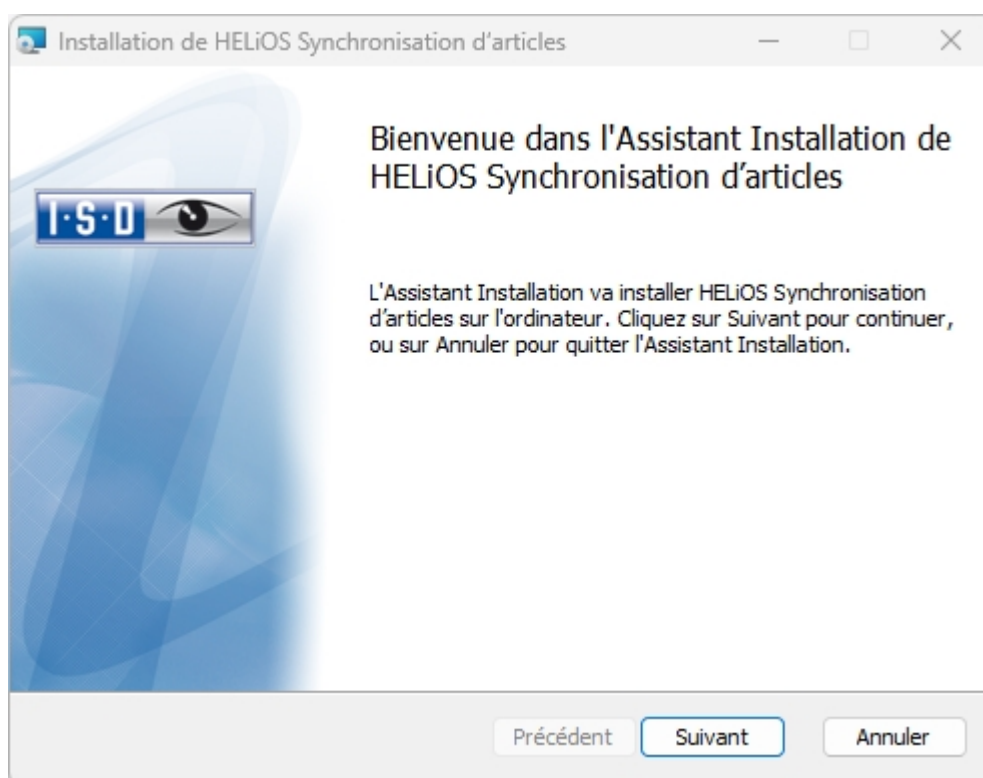 Installation de HELiOS Synchronisation d’articles
Bienvenue dans l'Assistant Installation de
HELiOS Synchronisation d’articles
I·S·D
L'Assistant Installation va installer HELiOS Synchronisation
d’articles sur l'ordinateur. Cliquez sur Suivant pour continuer,
ou sur Annuler pour quitter l'Assistant Installation.
Précédent Suivant Annuler